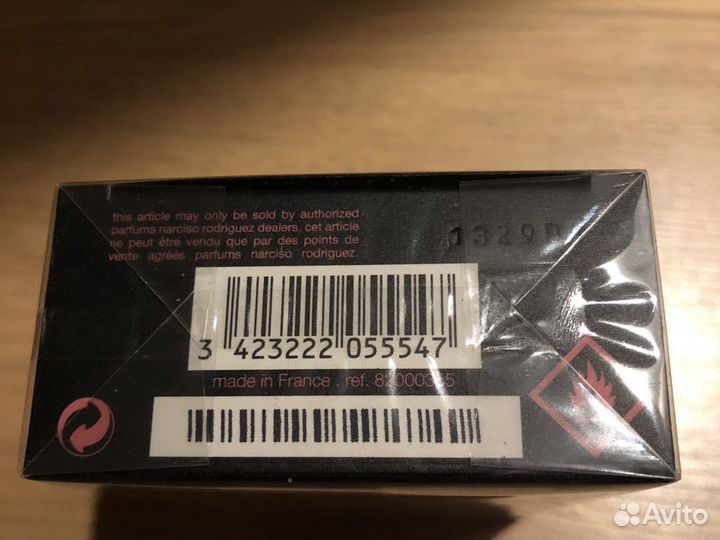 this article may only be sold by authorized
parfums narciso rodriguez dealers. cet article
ne peut être vendu que par des points de
vente agréés parfums narciso rodriguez.
1329D
3 423222 055547
made in France . ref.
Avito